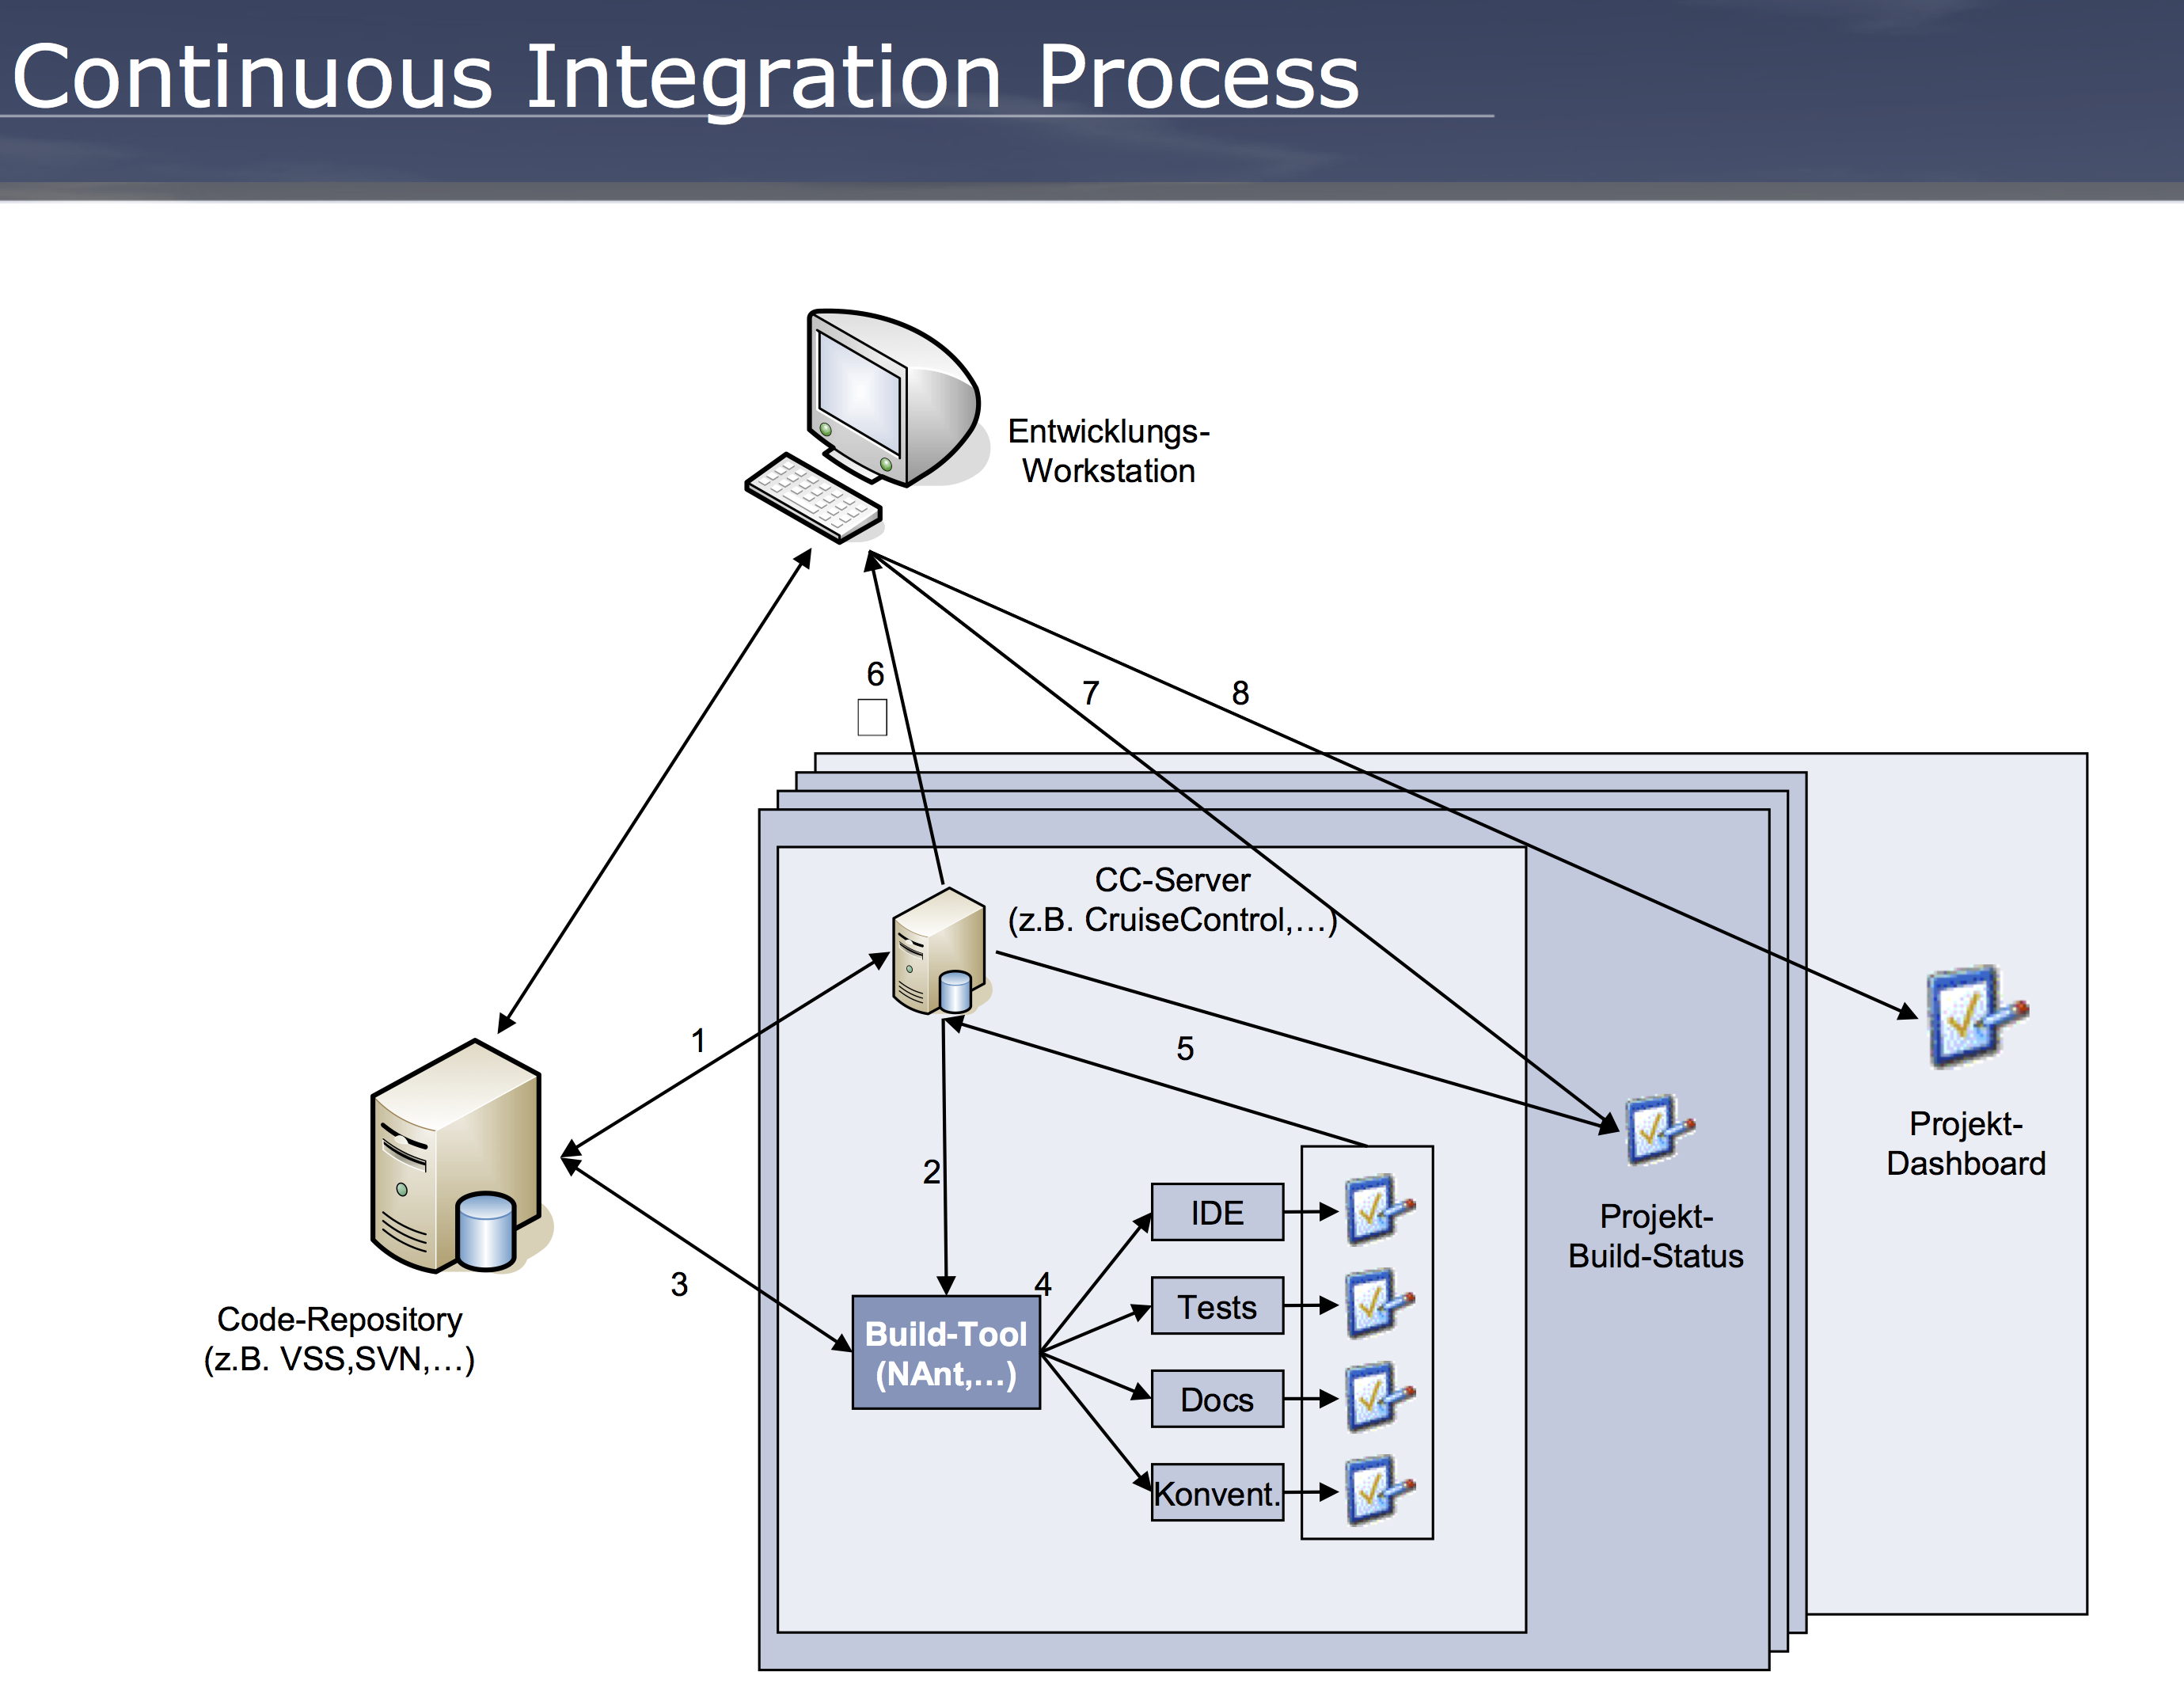 Continuous Integration Process
Entwicklungs-
Workstation
6
7
8
CC-Server
(z.B. CruiseControl,...)
1
5
2
Projekt-
Dashboard
IDE
Projekt-
Build-Status
3
4
Tests
Code-Repository
(z.B. VSS,SVN,...)
Build-Tool
(NAnt,...)
Docs
Konvent.